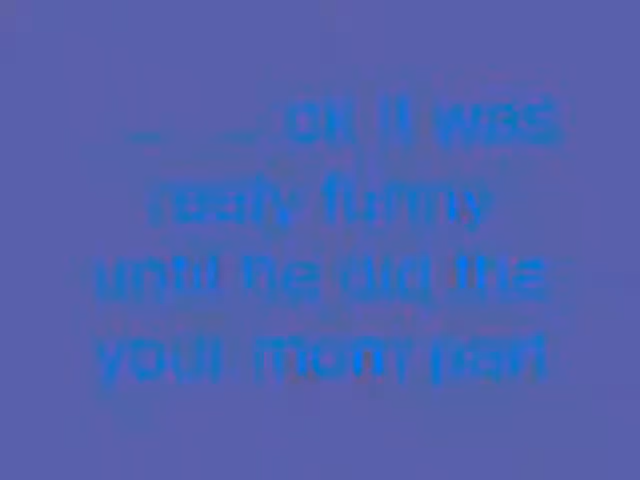 _ _ ok it was
really funny
until he did the
your mom part